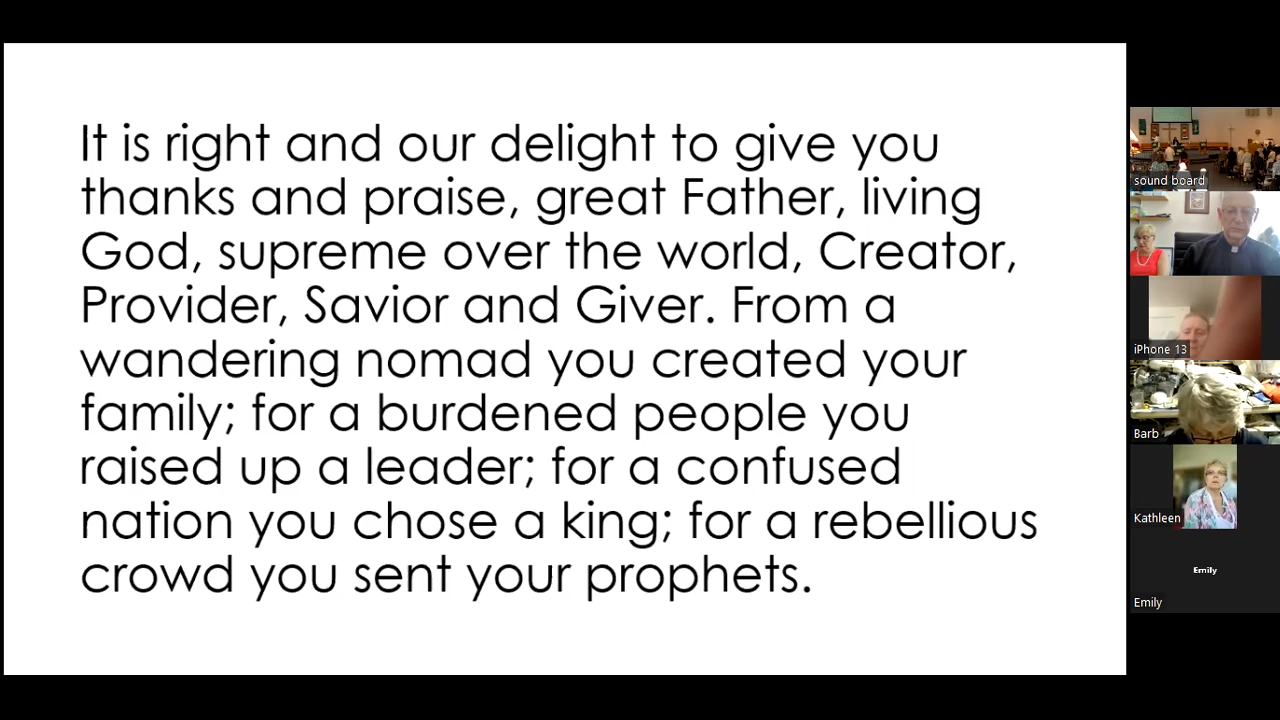 It is right and our delight to give you
thanks and praise, great Father, living
God, supreme over the world, Creator,
Provider, Savior and Giver. From a
wandering nomad you created your
family; for a burdened people you
raised up a leader; for a confused
nation you chose a king; for a rebellious
crowd you sent your prophets.
sound board
iPhone 13
Barb
Kathleen
Emily
Emily